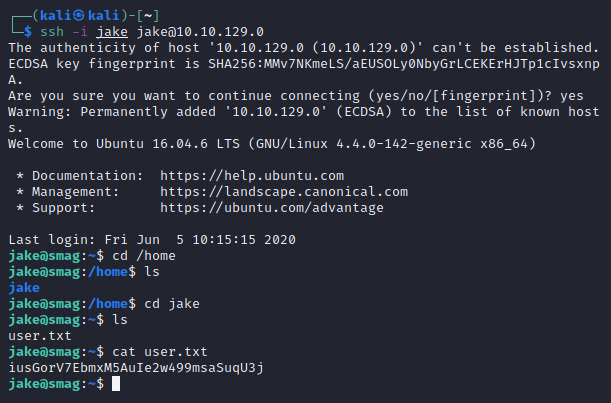 ┌──(kali㉿kali)-[~]
└─$ ssh -i jake jake@10.10.129.0
The authenticity of host '10.10.129.0 (10.10.129.0)' can't be established.
ECDSA key fingerprint is SHA256:MMv7NKmeLS/aEUSOLy0NbyGrLCEKErHJTp1cIvsxnp
A.
Are you sure you want to continue connecting (yes/no/[fingerprint])? yes
Warning: Permanently added '10.10.129.0' (ECDSA) to the list of known host
s.
Welcome to Ubuntu 16.04.6 LTS (GNU/Linux 4.4.0-142-generic x86_64)
* Documentation:  https://help.ubuntu.com
* Management:     https://landscape.canonical.com
* Support:        https://ubuntu.com/advantage
Last login: Fri Jun  5 10:15:15 2020
jake@smag:~$ cd /home
jake@smag:/home$ ls
jake
jake@smag:/home$ cd jake
jake@smag:~$ ls
user.txt
jake@smag:~$ cat user.txt
iusGorV7EbmxM5AuIe2w499msaSuqU3j
jake@smag:~$